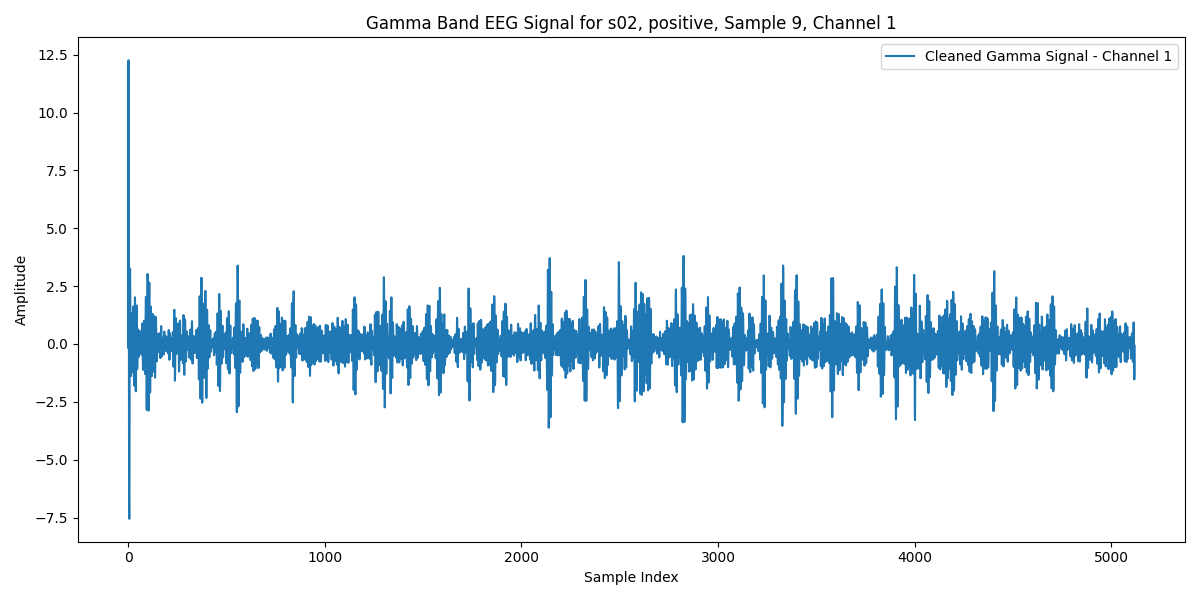 Gamma Band EEG Signal for s02, positive, Sample 9, Channel 1
Cleaned Gamma Signal - Channel 1
12.5
10.0
7.5
5.0
2.5
0.0
−2.5
−5.0
−7.5
Amplitude
0 1000 2000 3000 4000 5000
Sample Index